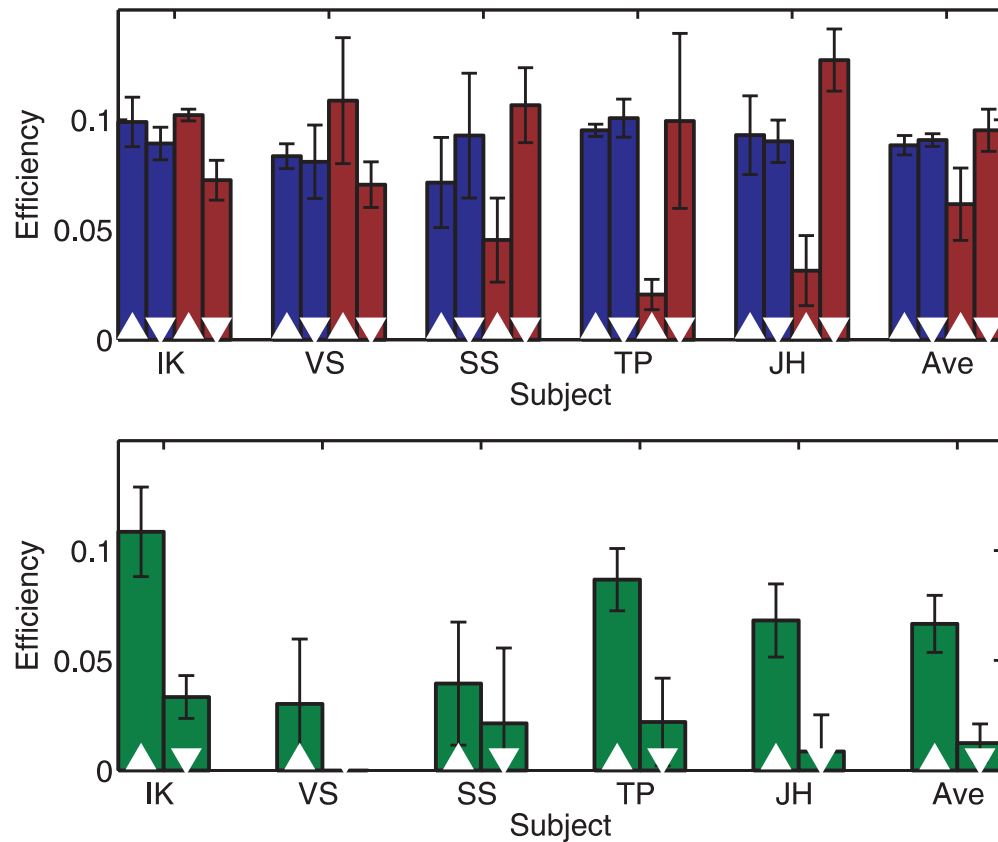 Efficiency
0.1
0.05
0
IK VS SS TP JH Ave
Subject
Efficiency
0.1
0.05
0
IK VS SS TP JH Ave
Subject